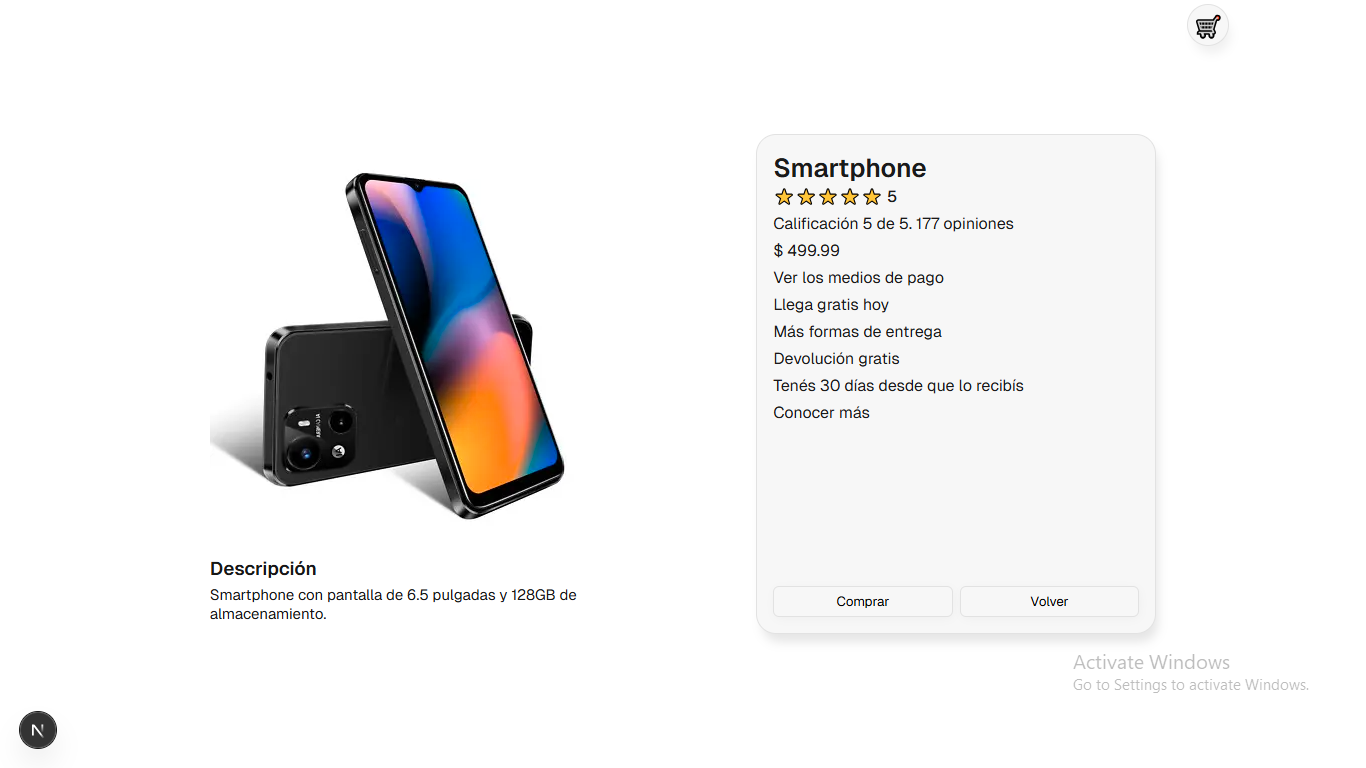 Smartphone
5
Calificación 5 de 5. 177 opiniones
$ 499.99
Ver los medios de pago
Llega gratis hoy
Más formas de entrega
Devolución gratis
Tenés 30 días desde que lo recibís
Conocer más
Comprar
Volver
Descripción
Smartphone con pantalla de 6.5 pulgadas y 128GB de
almacenamiento.
Activate Windows
Go to Settings to activate Windows.
N